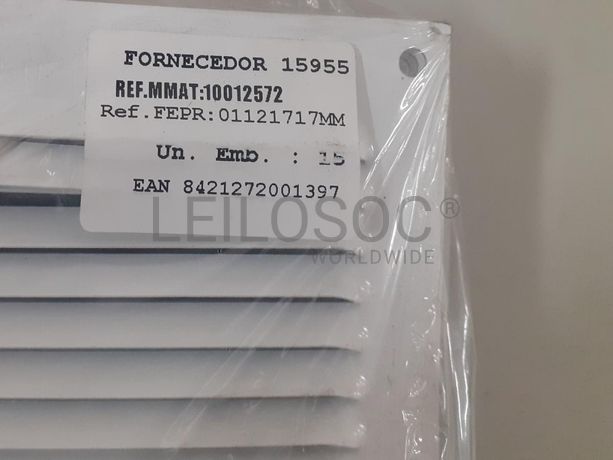 FORNECEDOR 15955
REF.MMAT:10012572
Ref.FEPR:01121717MM
Un. Emb. : 15
EAN 8421272001397
LEILOSOC®
WORLDWIDE